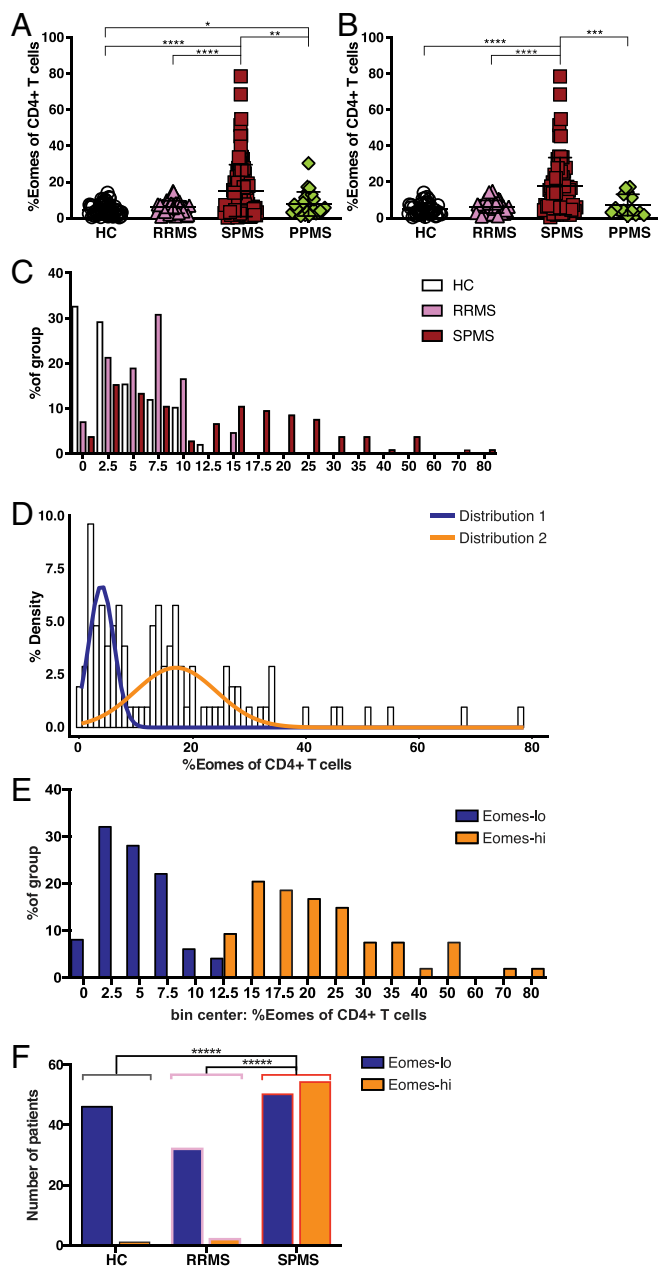 A
B
*
**
****
****
100
80
60
40
20
0
%Eomes of CD4+ T cells
HC RRMS SPMS PPMS
***
****
****
100
80
60
40
20
0
%Eomes of CD4+ T cells
HC RRMS SPMS PPMS
C
40
30
20
10
0
%of group
HC
RRMS
SPMS
0 2.5 5 7.5 10 12.5 15 17.5 20 25 30 35 40 50 60 70 80
D
10.0
7.5
5.0
2.5
0.0
% Density
Distribution 1
Distribution 2
0 20 40 60 80
%Eomes of CD4+ T cells
E
40
30
20
10
0
%of group
Eomes-lo
Eomes-hi
0 2.5 5 7.5 10 12.5 15 17.5 20 25 30 35 40 50 60 70 80
bin center: %Eomes of CD4+ T cells
F
*****
*****
60
40
20
0
Number of patients
Eomes-lo
Eomes-hi
HC RRMS SPMS